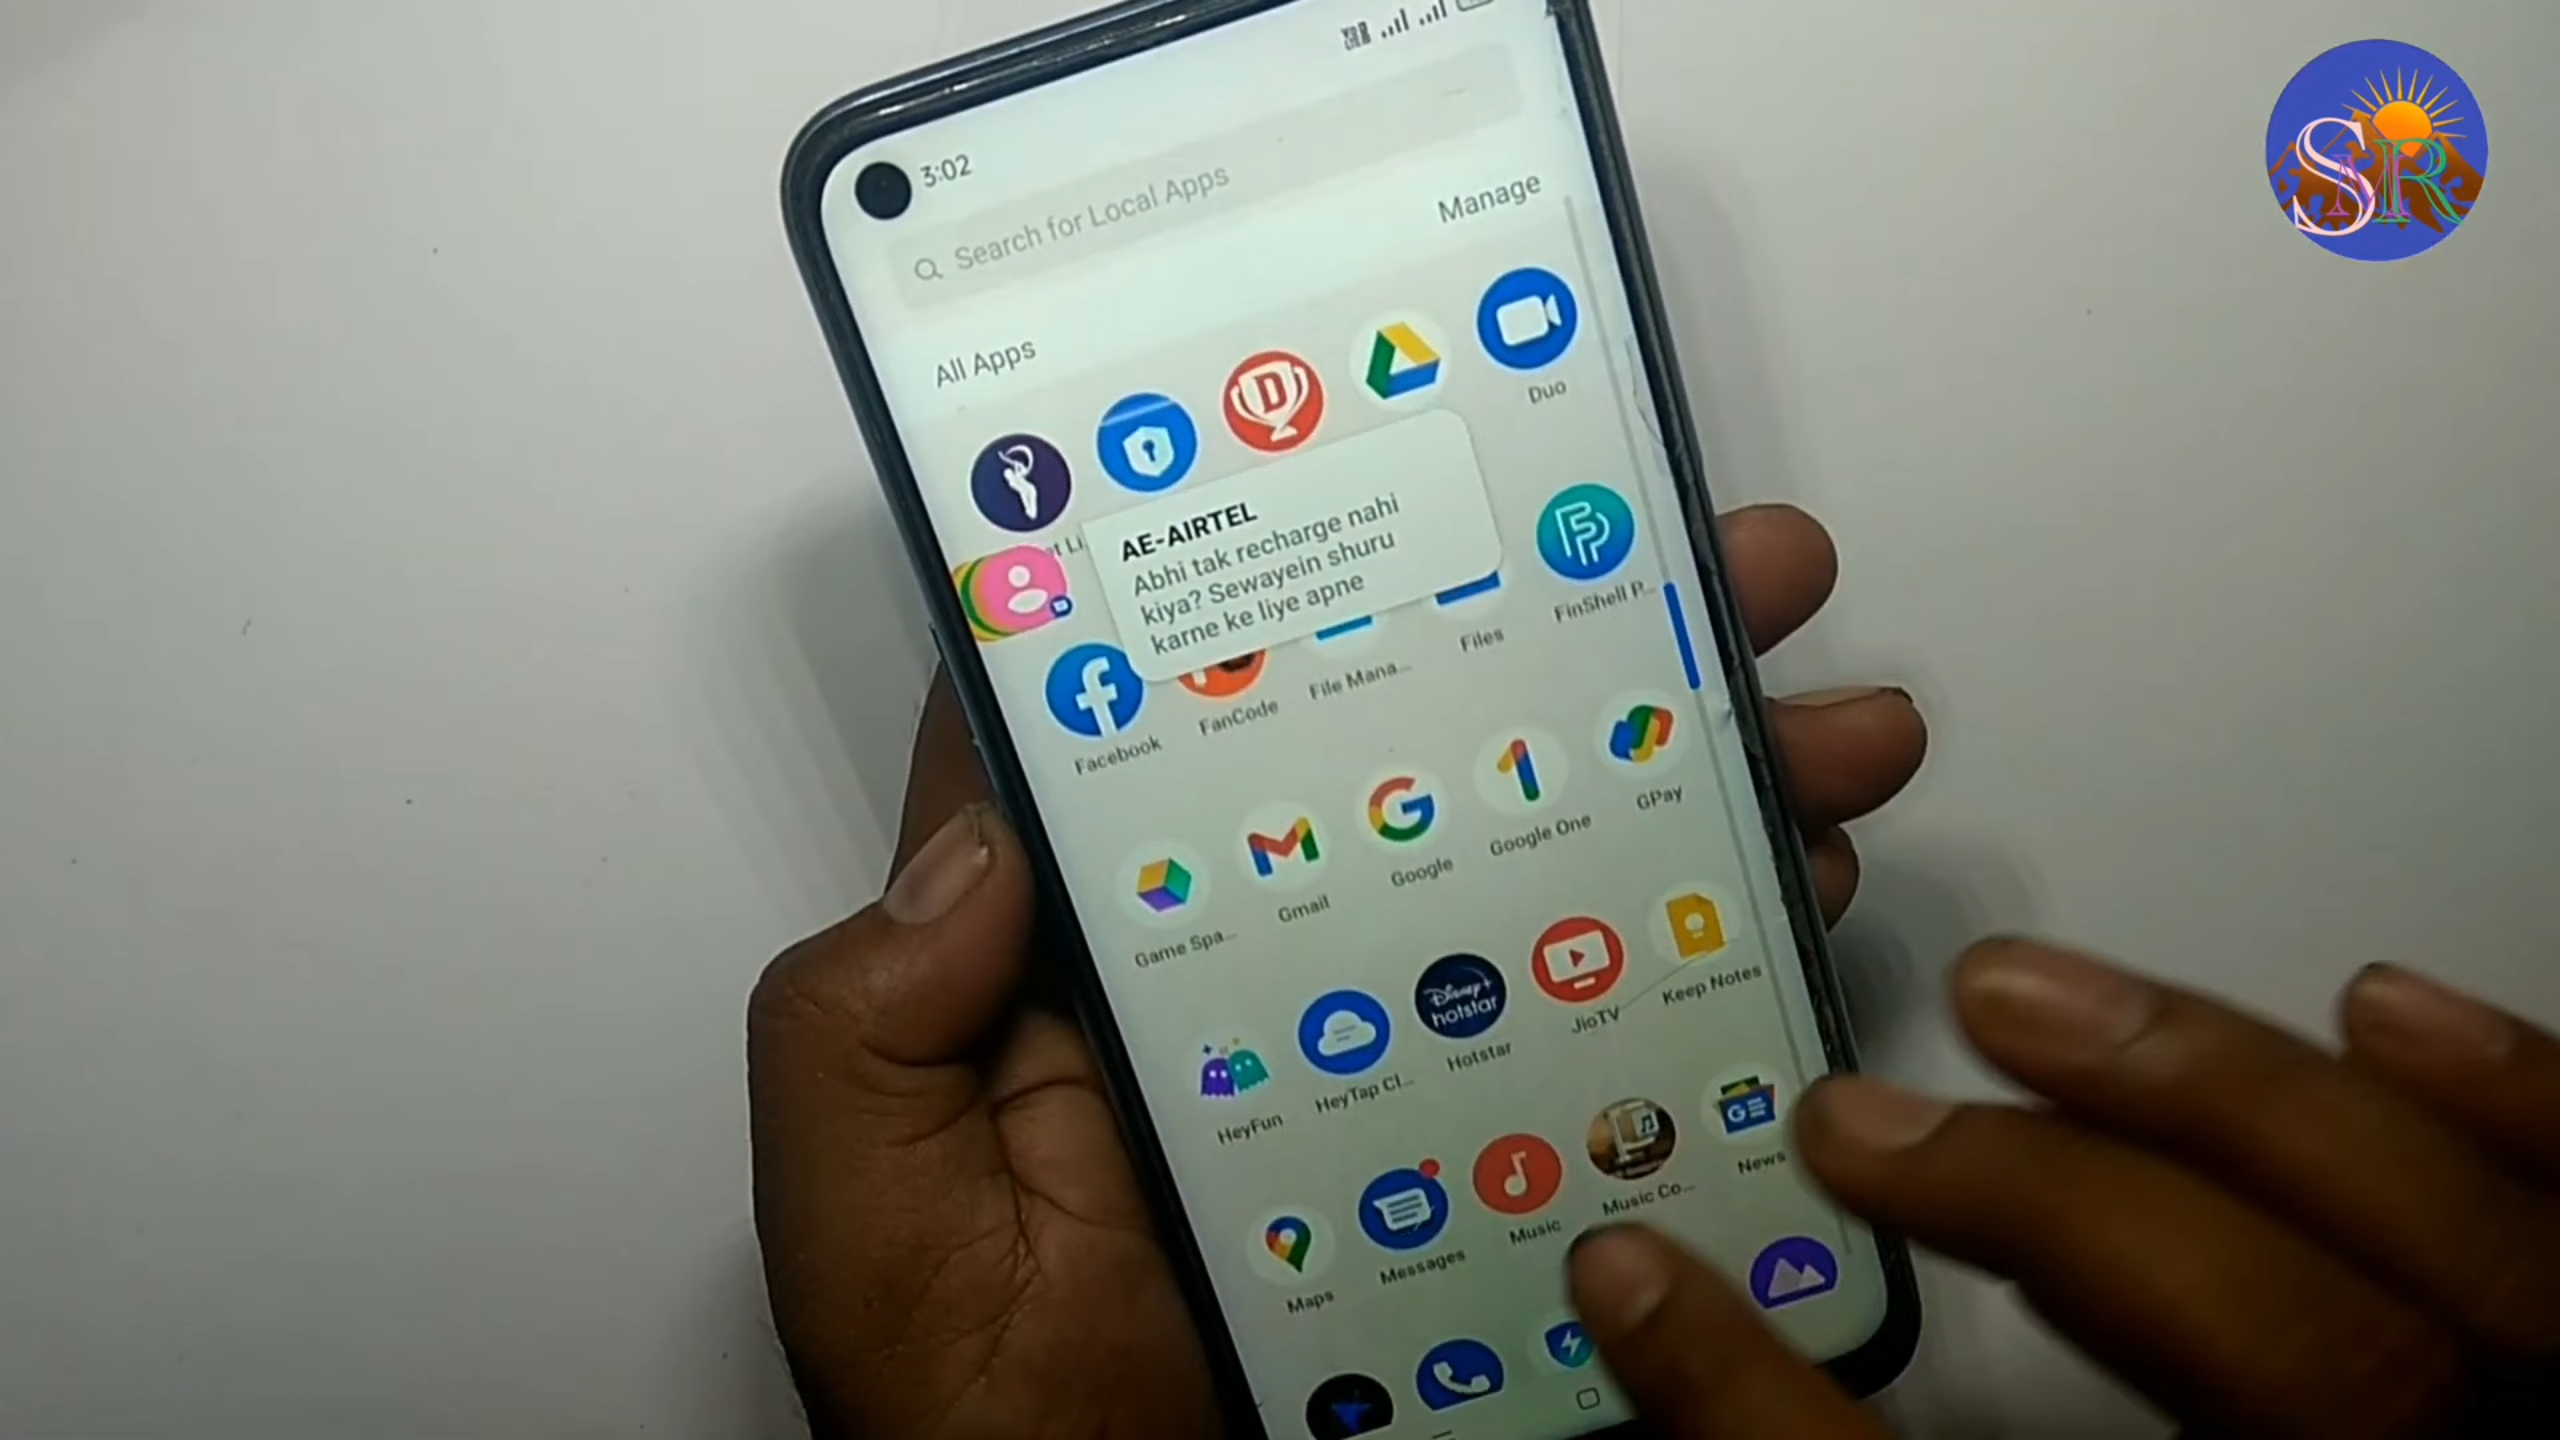 3:02
Search for Local Apps
Manage
All Apps
Duo
AE-AIRTEL
Abhi tak recharge nahi
kiya? Sewayein shuru
karne ke liye apne
FinShell P...
Files
File Mana...
FanCode
Facebook
GPay
Google One
Google
Gmail
Game Spa...
Keep Notes
JioTV
Disney+
hotstar
Hotstar
HeyTap Cl...
HeyFun
News
Music Co...
Music
Messages
Maps
SMR